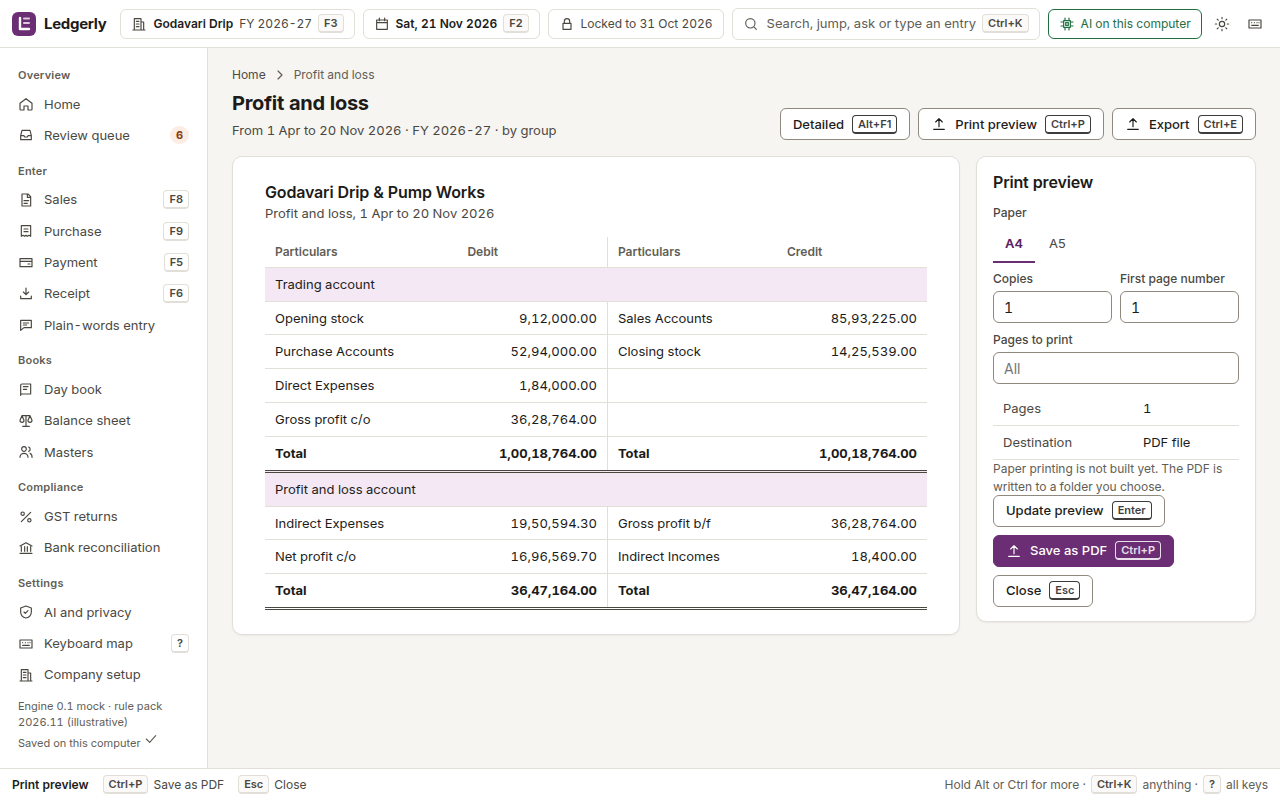 Ledgerly
Godavari Drip FY 2026-27 F3
Sat, 21 Nov 2026 F2
Locked to 31 Oct 2026
Search, jump, ask or type an entry Ctrl+K
AI on this computer
Overview
Home
Review queue 6
Enter
Sales F8
Purchase F9
Payment F5
Receipt F6
Plain-words entry
Books
Day book
Balance sheet
Masters
Compliance
GST returns
Bank reconciliation
Settings
AI and privacy
Keyboard map ?
Company setup
Engine 0.1 mock · rule pack
2026.11 (illustrative)
Saved on this computer
Home > Profit and loss
Profit and loss
From 1 Apr to 20 Nov 2026 · FY 2026-27 · by group
Detailed Alt+F1
Print preview Ctrl+P
Export Ctrl+E
Godavari Drip & Pump Works
Profit and loss, 1 Apr to 20 Nov 2026
Particulars Debit Particulars Credit
Trading account
Opening stock 9,12,000.00 Sales Accounts 85,93,225.00
Purchase Accounts 52,94,000.00 Closing stock 14,25,539.00
Direct Expenses 1,84,000.00
Gross profit c/o 36,28,764.00
Total 1,00,18,764.00 Total 1,00,18,764.00
Profit and loss account
Indirect Expenses 19,50,594.30 Gross profit b/f 36,28,764.00
Net profit c/o 16,96,569.70 Indirect Incomes 18,400.00
Total 36,47,164.00 Total 36,47,164.00
Print preview
Paper
A4 A5
Copies First page number
1 1
Pages to print
All
Pages 1
Destination PDF file
Paper printing is not built yet. The PDF is
written to a folder you choose.
Update preview Enter
Save as PDF Ctrl+P
Close Esc
Print preview Ctrl+P Save as PDF Esc Close
Hold Alt or Ctrl for more · Ctrl+K anything · ? all keys